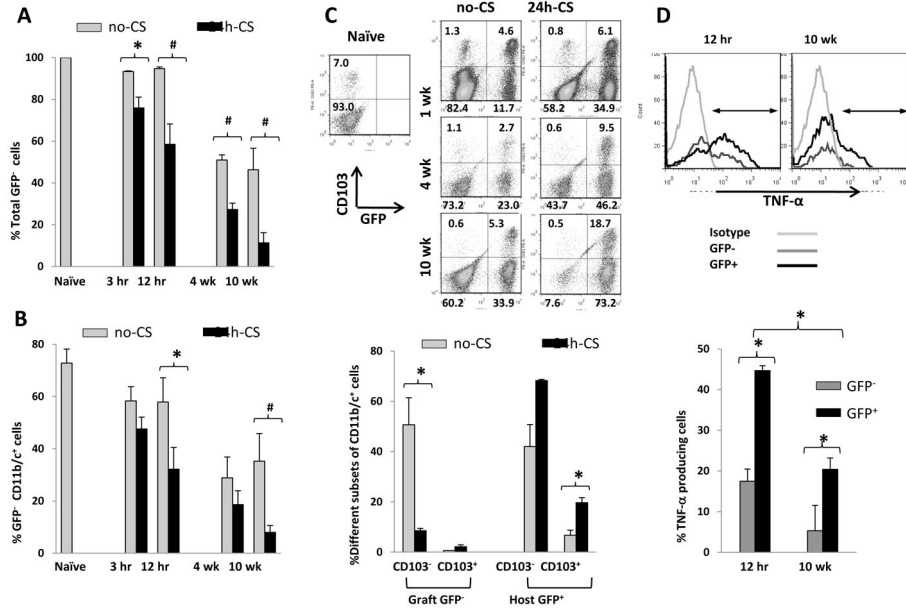 A
no-CS
24h-CS
100
80
60
40
20
0
% Total GFP⁻ cells
*
#
#
#
Naïve
3 hr
12 hr
4 wk
10 wk
B
no-CS
24h-CS
80
60
40
20
0
% GFP⁻ CD11b/c⁺ cells
*
#
Naïve
3 hr
12 hr
4 wk
10 wk
C
Naïve
no-CS
24h-CS
7.0
93.0
CD103
GFP
1 wk
1.3
4.6
82.4
11.7
0.8
6.1
58.2
34.9
4 wk
1.1
2.7
73.2
23.0
0.6
9.5
43.7
46.2
10 wk
0.6
5.3
60.2
33.9
0.5
18.7
7.6
73.2
no-CS
24h-CS
80
60
40
20
0
%Different subsets of CD11b/c⁺ cells
*
*
CD103⁻
CD103⁺
CD103⁻
CD103⁺
Graft GFP⁻
Host GFP⁺
D
12 hr
10 wk
Count
TNF-α
Isotype
GFP-
GFP+
50
40
30
20
10
0
% TNF-α producing cells
*
*
*
GFP⁻
GFP⁺
12 hr
10 wk